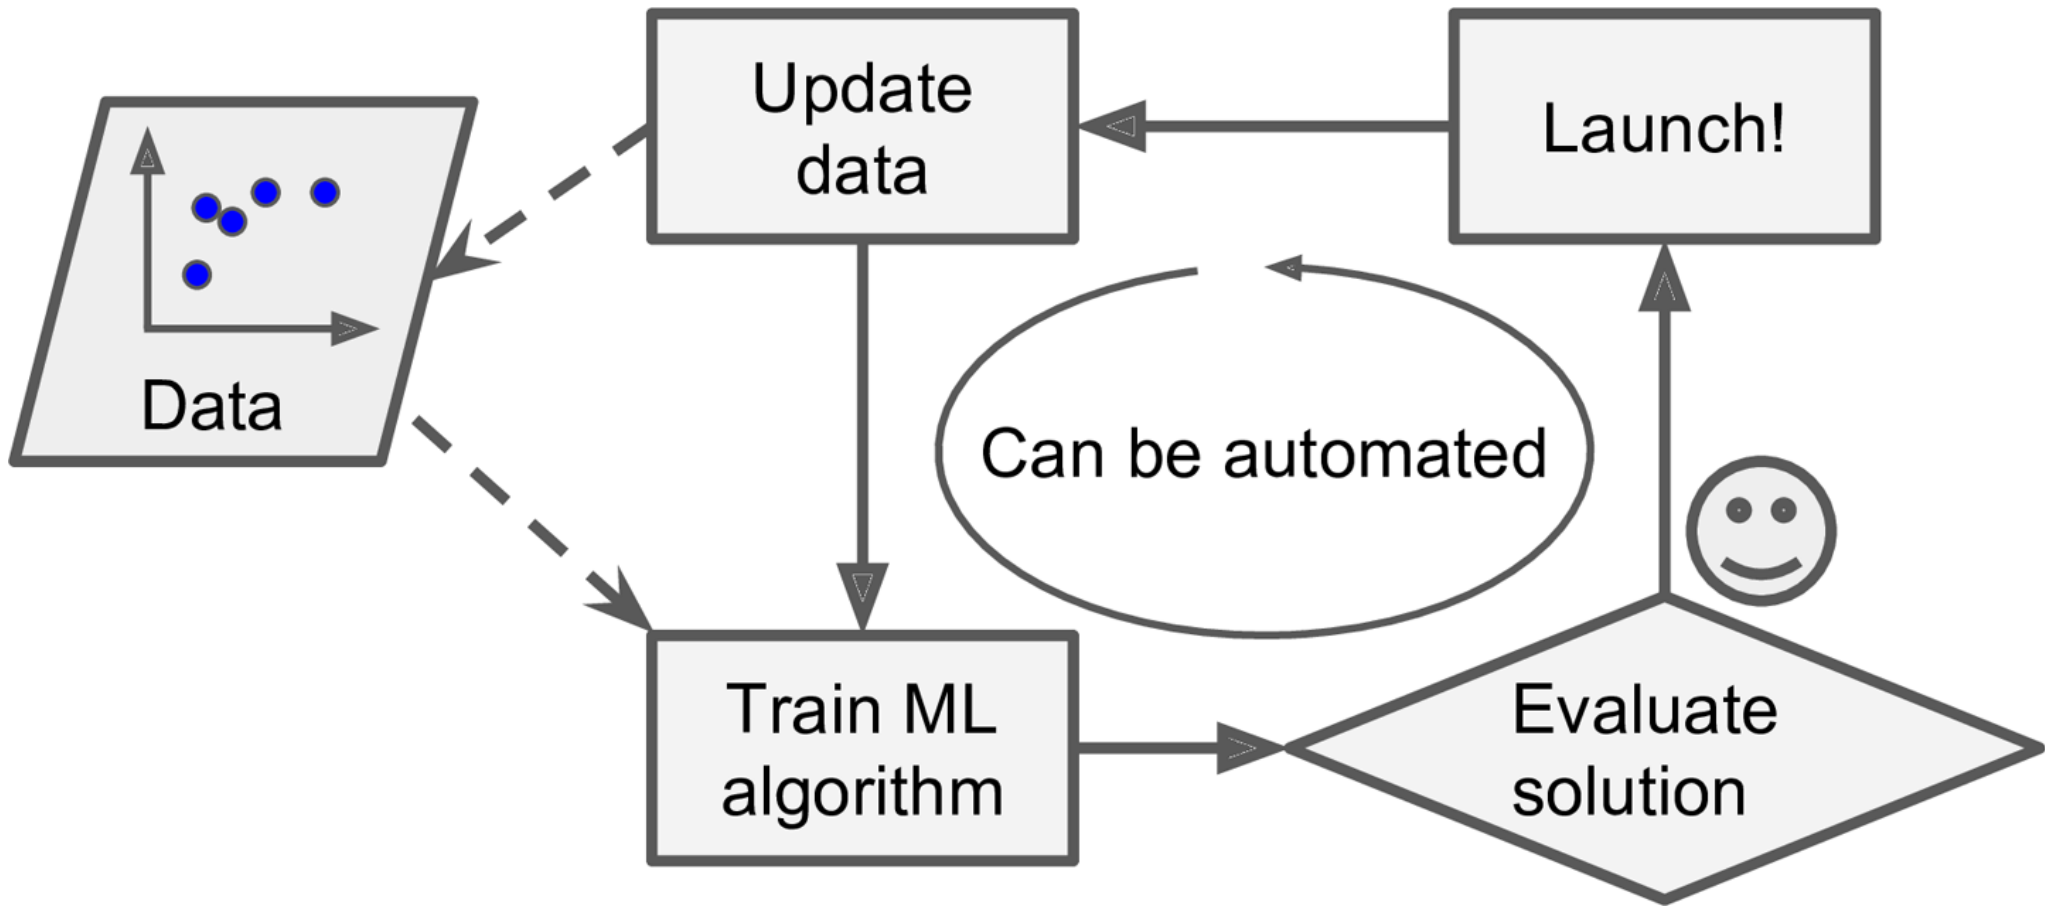 Update
data
Launch!
Data
Can be automated
Train ML
algorithm
Evaluate
solution